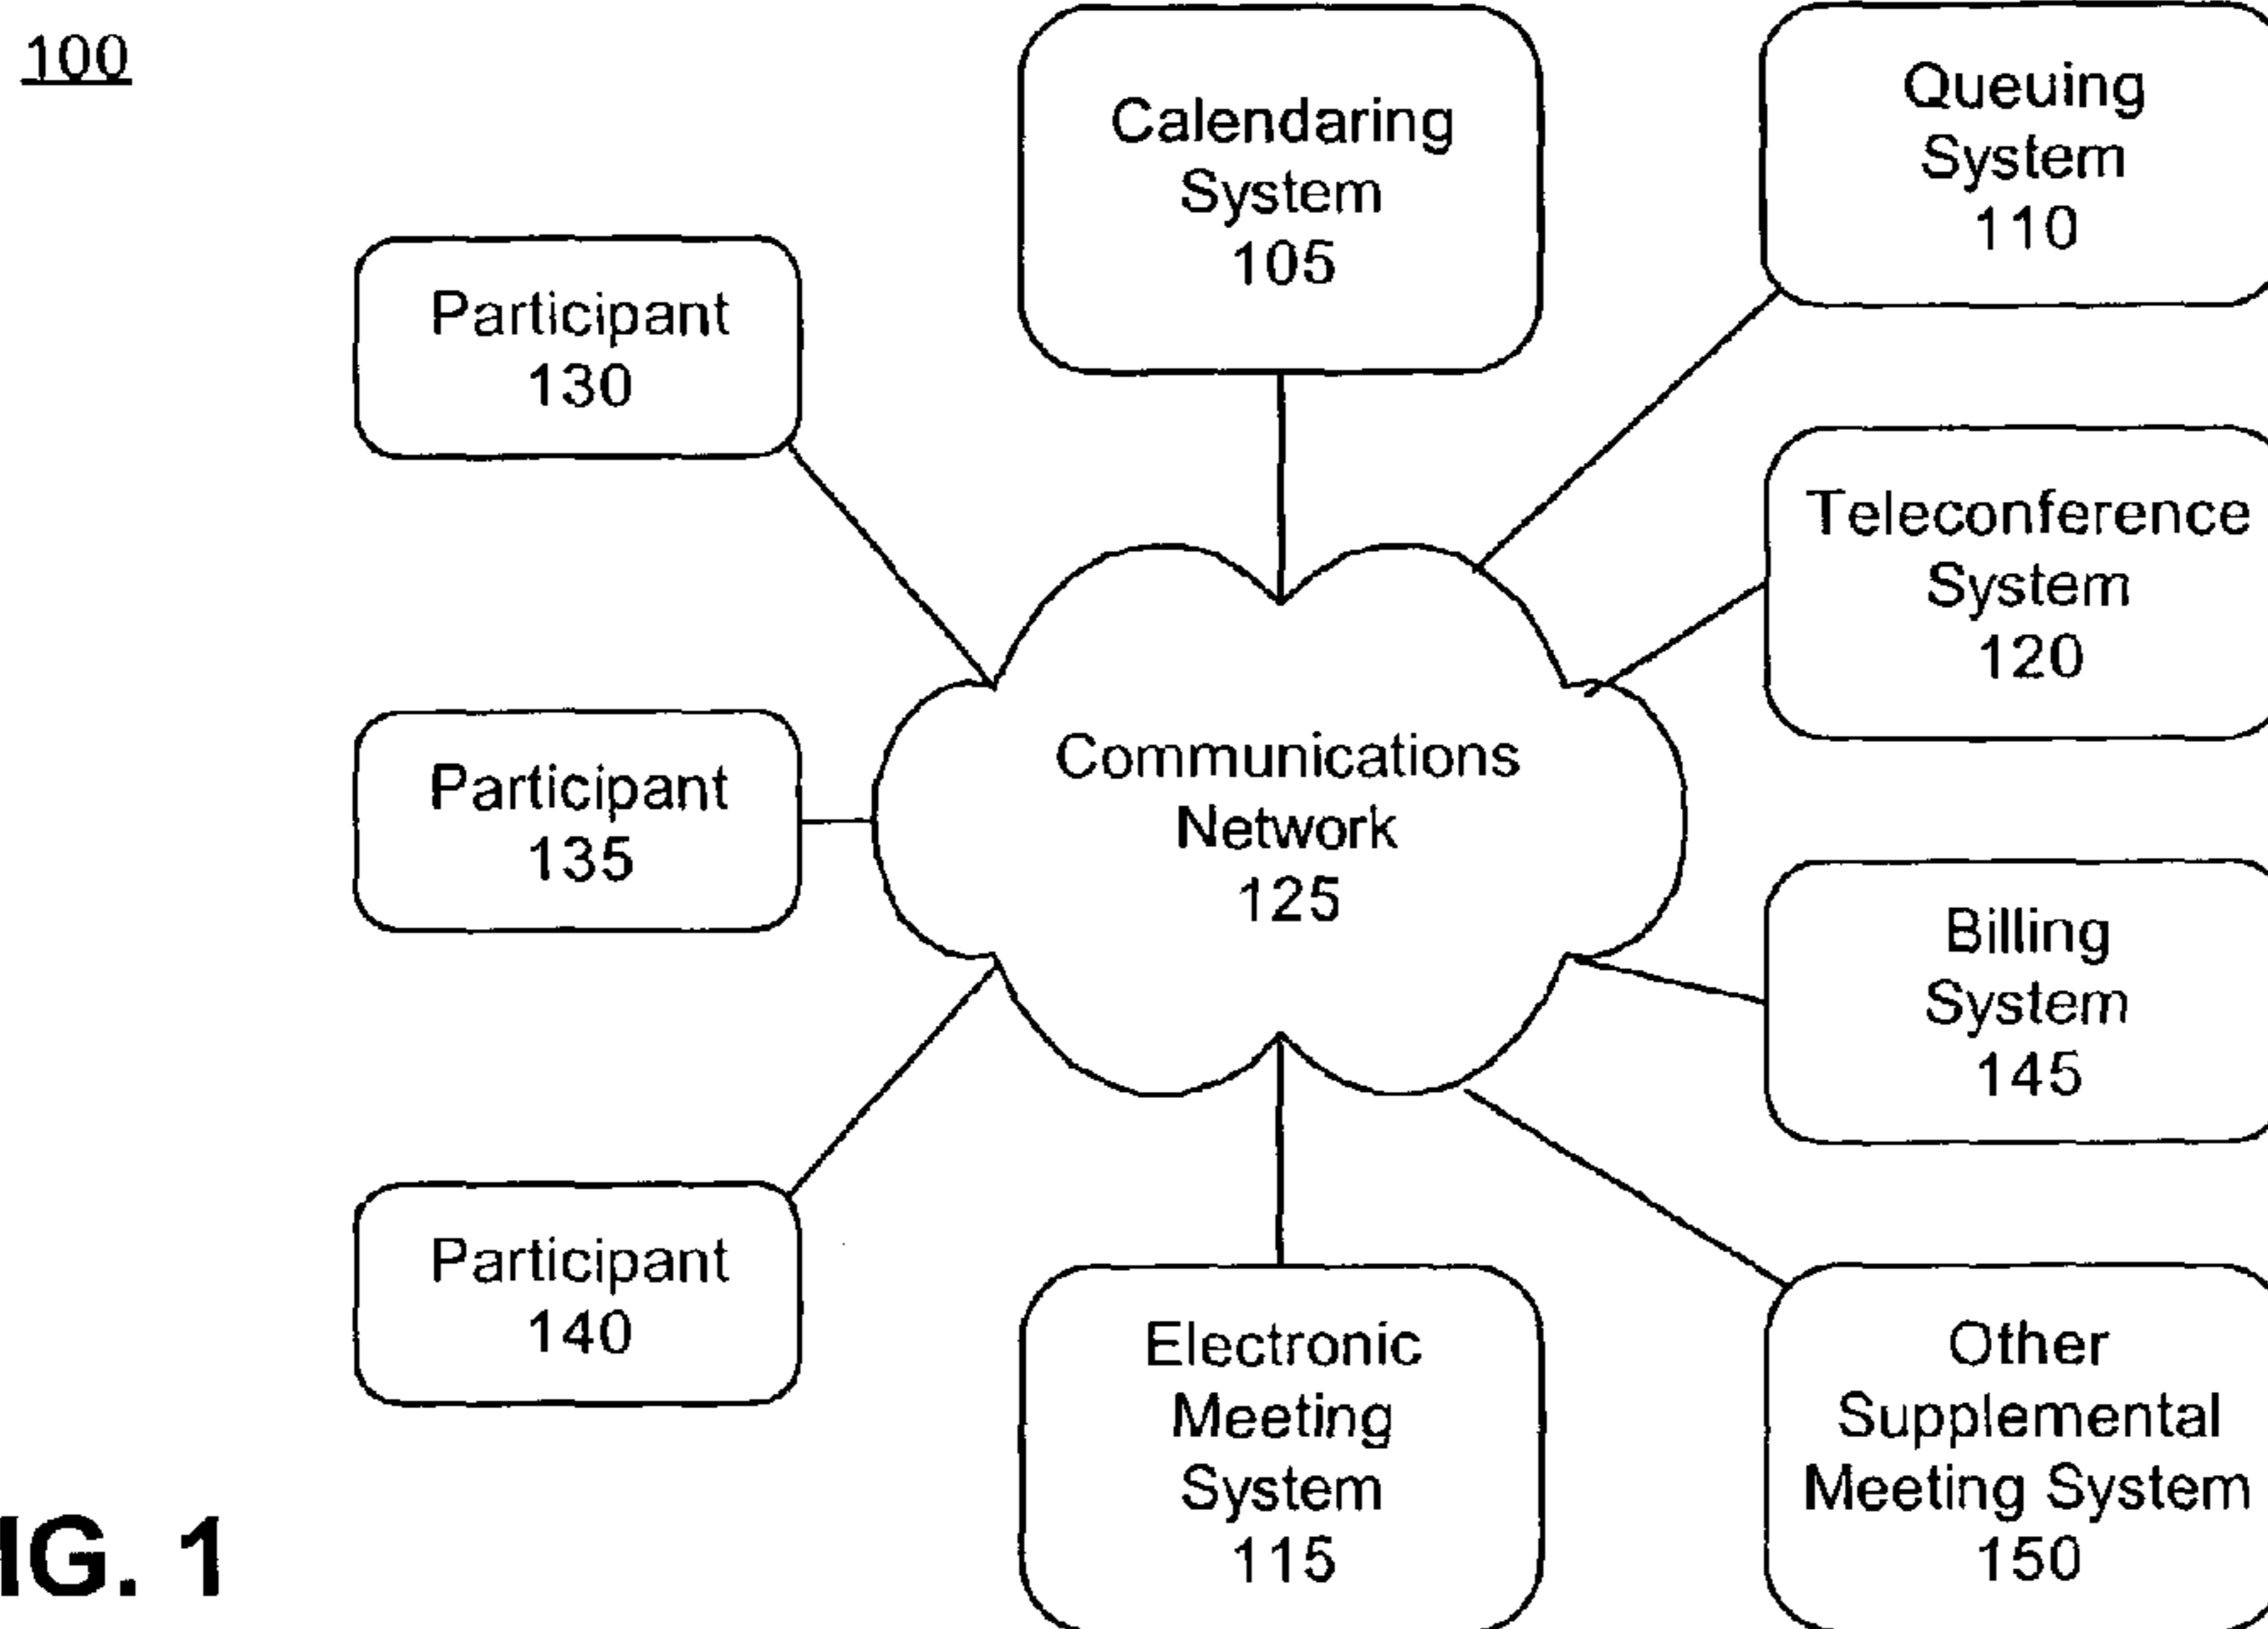 100
Calendaring
System
105
Queuing
System
110
Participant
130
Teleconference
System
120
Participant
135
Communications
Network
125
Billing
System
145
Participant
140
Electronic
Meeting
System
115
Other
Supplemental
Meeting System
150
IG. 1